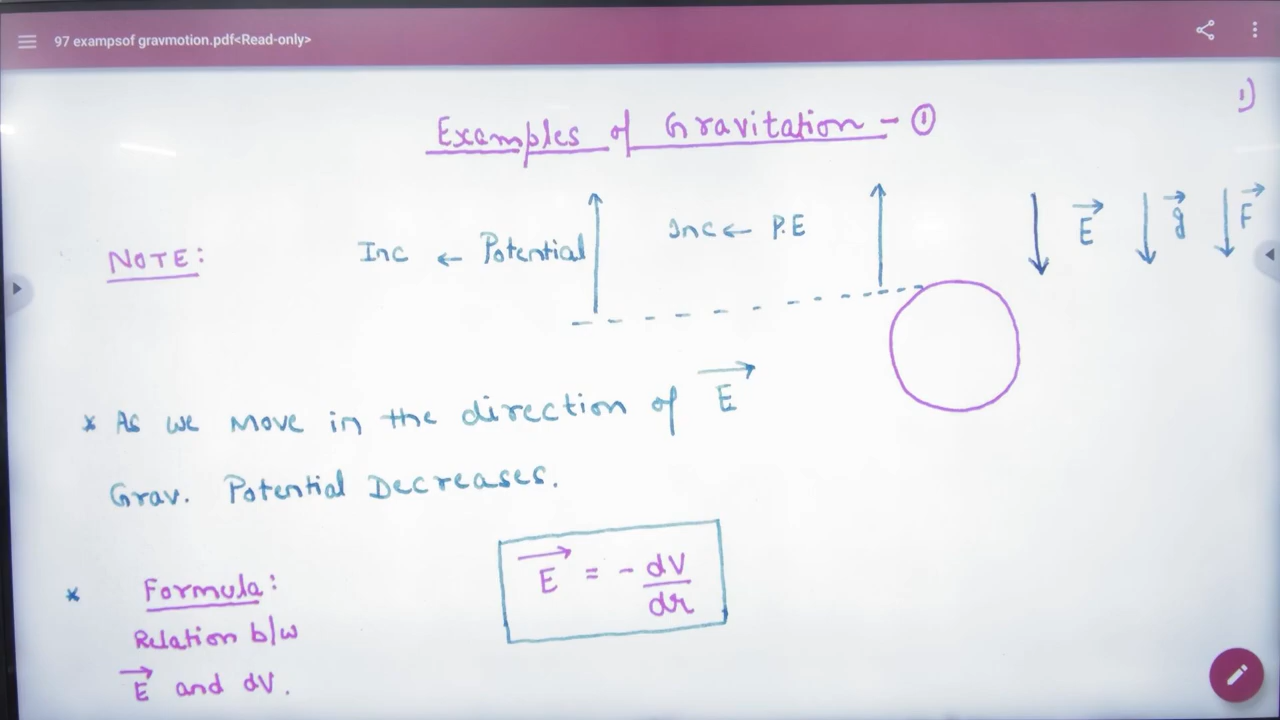 97 exampsof gravmotion.pdf<Read-only>
1)
Examples of Gravitation - ①
NOTE: Inc ← Potential Inc ← P.E E g F
* As we move in the direction of E
Grav. Potential Decreases.
* Formula: E = - dV/dr
Relation b/w
E and dV.